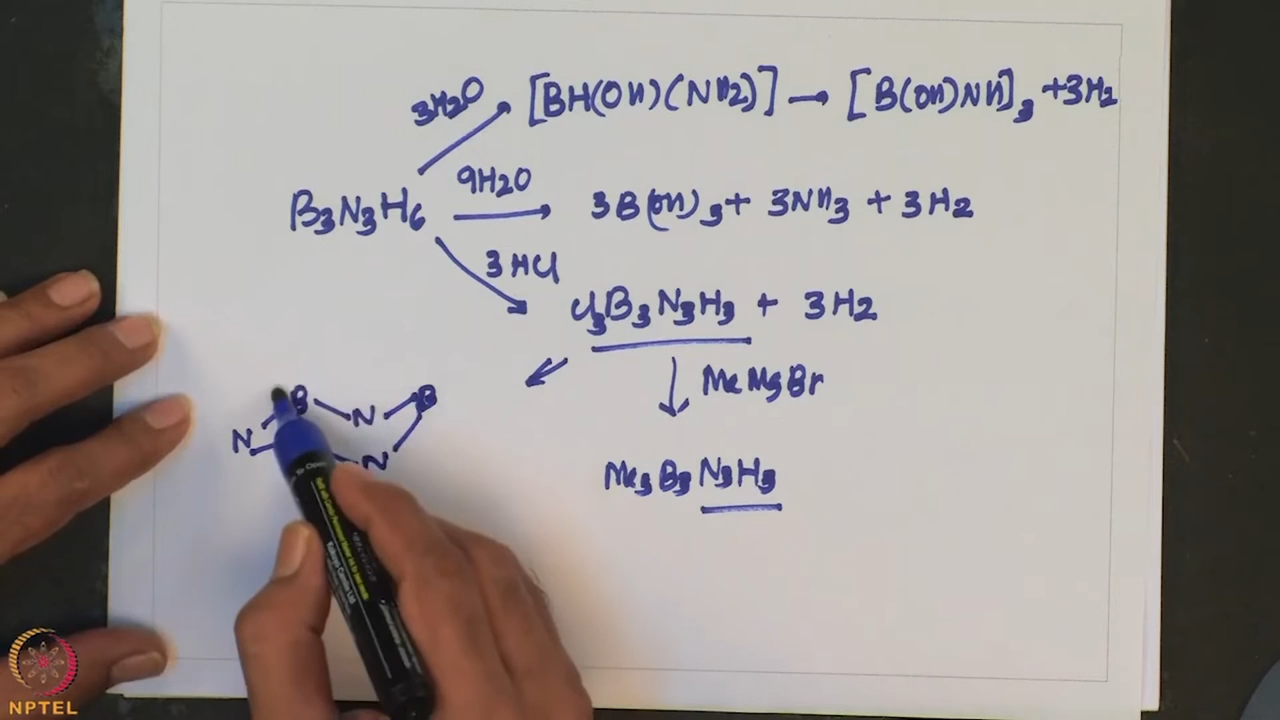 3H2O [BH(OH)(NH2)] → [B(OH)NH]3 +3H2
9H2O
B3N3H6 → 3B(OH)3 + 3NH3 + 3H2
3HCl
Cl3B3N3H3 + 3H2
MeMgBr
B N B
N N
Me3B3N3H3
NPTEL